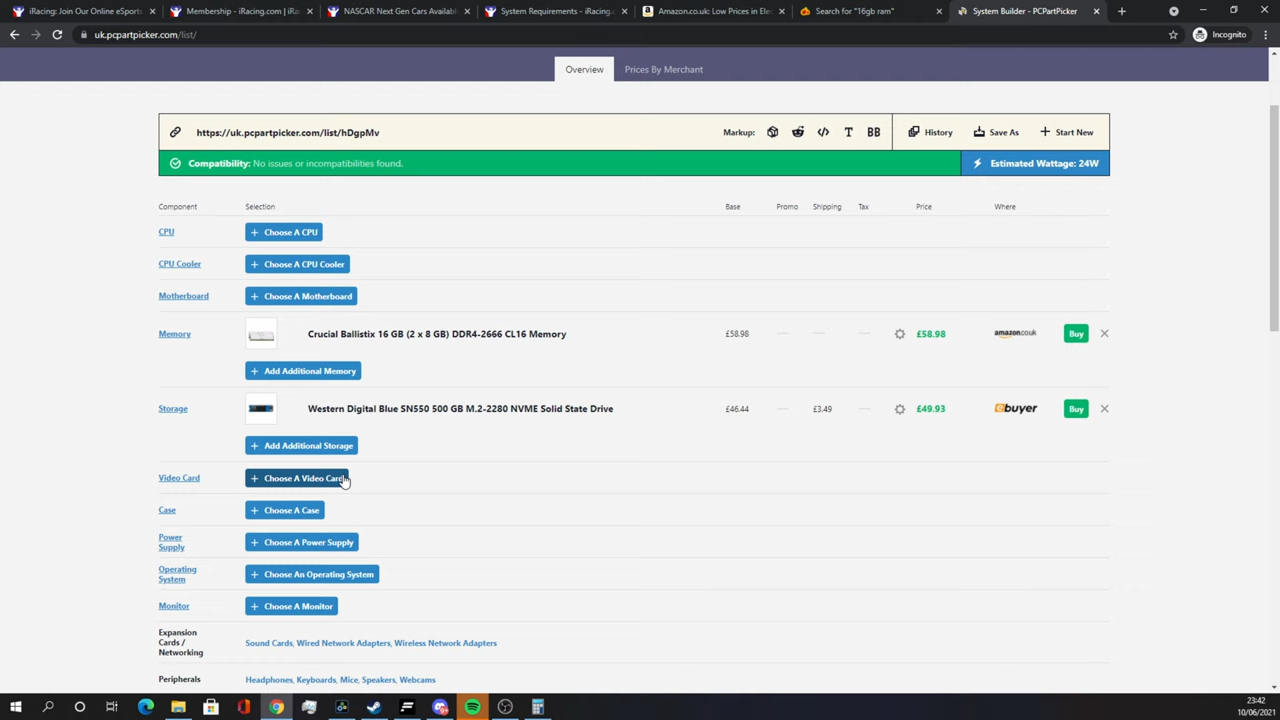 iRacing: Join Our Online eSports
Membership - iRacing.com | iRa
NASCAR Next Gen Cars Availabl
System Requirements - iRacing.c
Amazon.co.uk: Low Prices in Elec
Search for "16gb ram"
System Builder - PCPartPicker
uk.pcpartpicker.com/list/
Incognito
Overview
Prices By Merchant
https://uk.pcpartpicker.com/list/hDgpMv
Markup:
T
BB
History
Save As
Start New
Compatibility: No issues or incompatibilities found.
Estimated Wattage: 24W
Component Selection Base Promo Shipping Tax Price Where
CPU
+ Choose A CPU
CPU Cooler
+ Choose A CPU Cooler
Motherboard
+ Choose A Motherboard
Memory
Crucial Ballistix 16 GB (2 x 8 GB) DDR4-2666 CL16 Memory
£58.98
£58.98
amazon.co.uk
Buy
+ Add Additional Memory
Storage
Western Digital Blue SN550 500 GB M.2-2280 NVME Solid State Drive
£46.44
£3.49
£49.93
ebuyer
Buy
+ Add Additional Storage
Video Card
+ Choose A Video Card
Case
+ Choose A Case
Power
Supply
+ Choose A Power Supply
Operating
System
+ Choose An Operating System
Monitor
+ Choose A Monitor
Expansion
Cards /
Networking
Sound Cards, Wired Network Adapters, Wireless Network Adapters
Peripherals
Headphones, Keyboards, Mice, Speakers, Webcams
23:42
10/06/2021